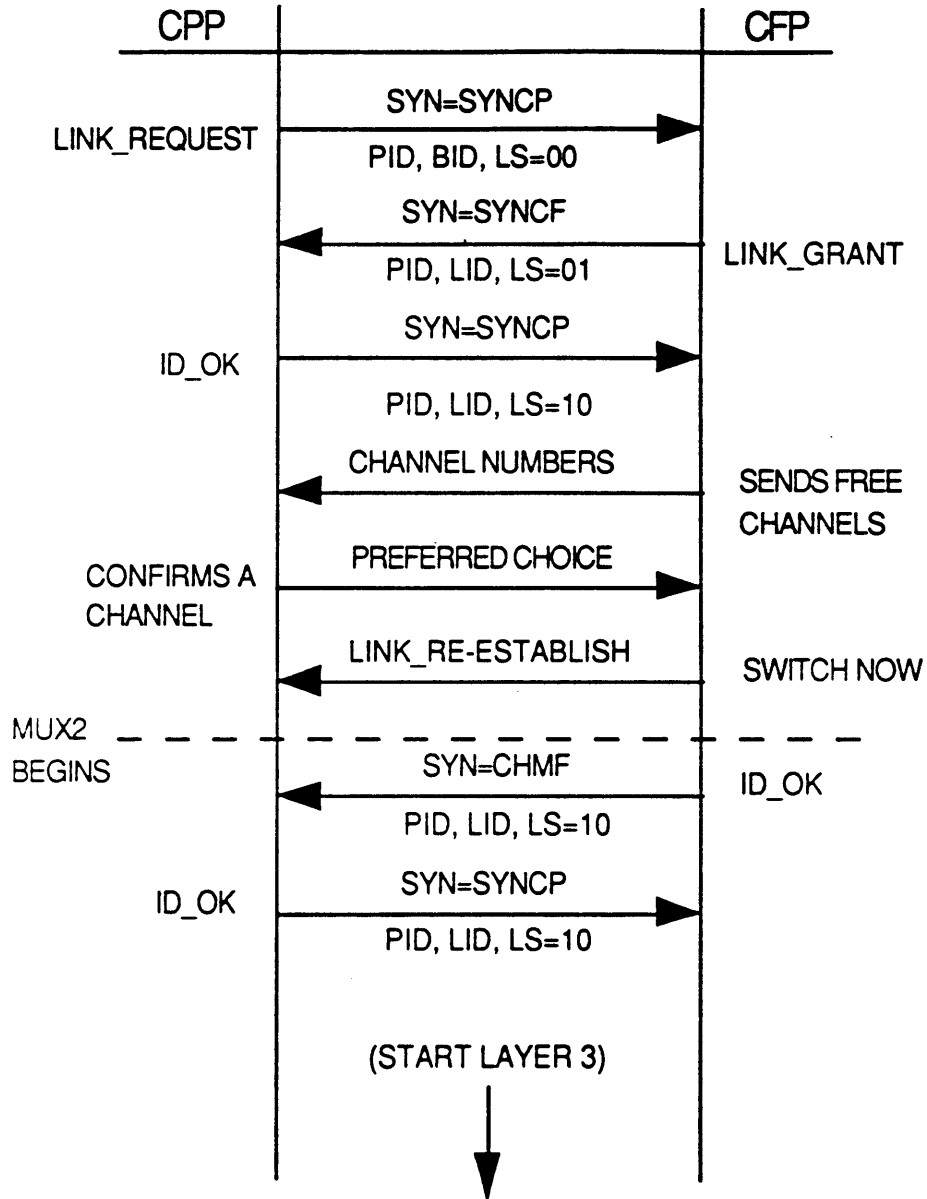 CPP
CFP
SYN=SYNCP
LINK_REQUEST
PID, BID, LS=00
SYN=SYNCF
LINK_GRANT
PID, LID, LS=01
SYN=SYNCP
ID_OK
PID, LID, LS=10
CHANNEL NUMBERS
SENDS FREE
CHANNELS
PREFERRED CHOICE
CONFIRMS A
CHANNEL
LINK_RE-ESTABLISH
SWITCH NOW
MUX2
BEGINS
SYN=CHMF
ID_OK
PID, LID, LS=10
SYN=SYNCP
ID_OK
PID, LID, LS=10
(START LAYER 3)